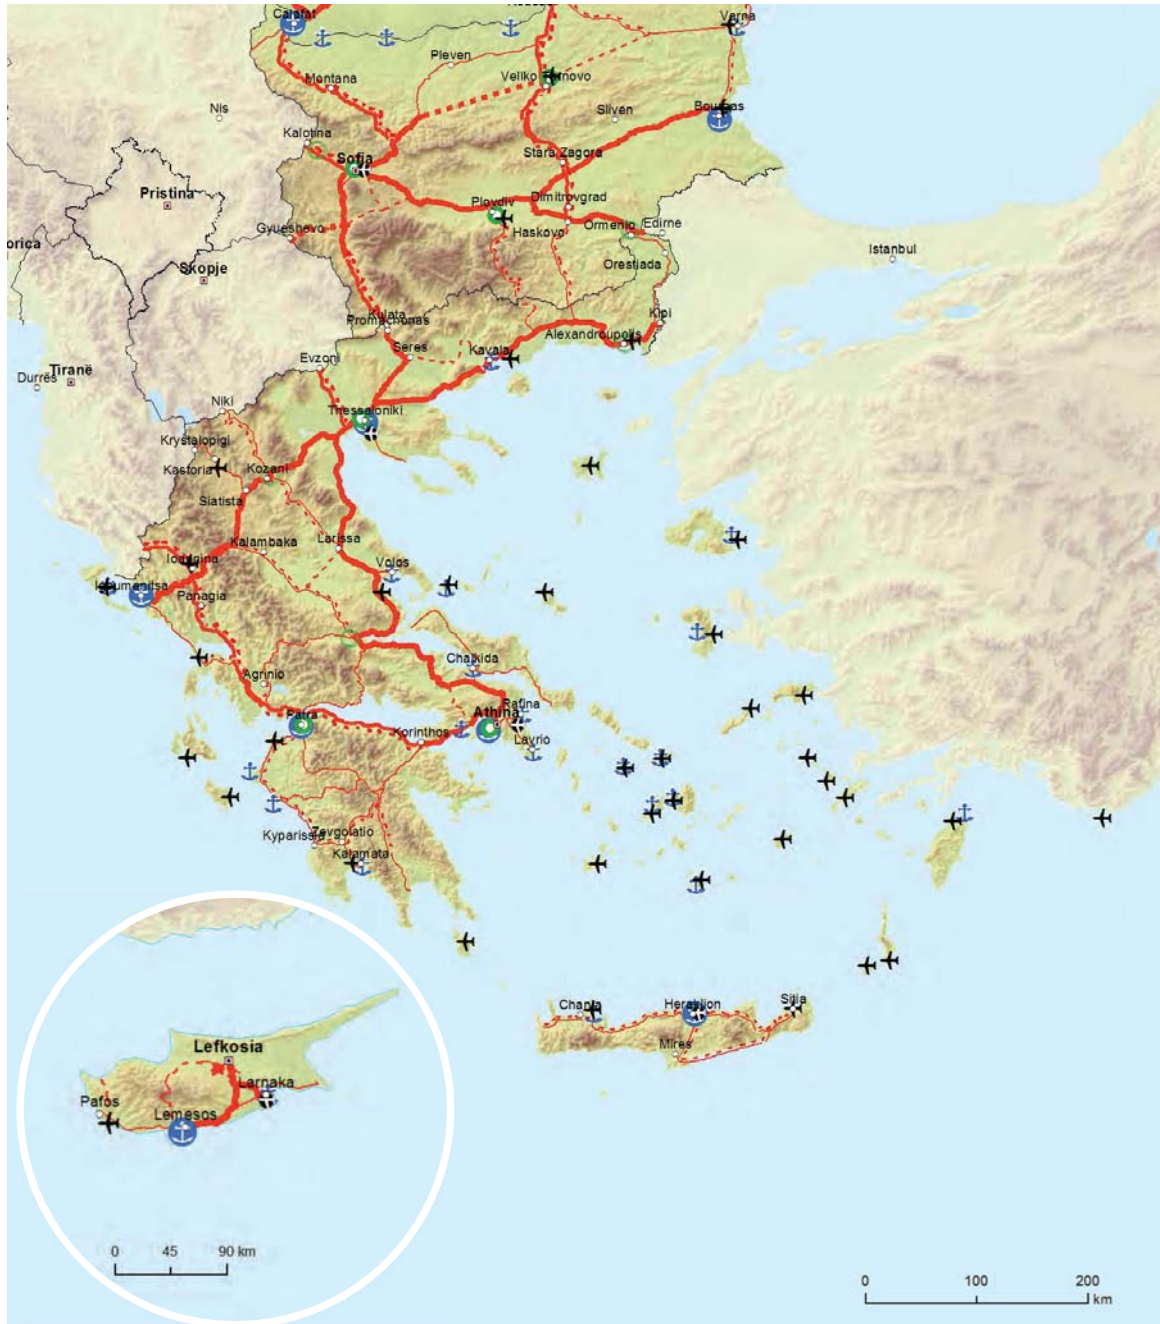 Calafat
Varna
Pleven
Montana
Veliko Tarnovo
Nis
Sliven
Bourgas
Kalotina
Sofia
Stara Zagora
Pristina
Plovdiv
Dimitrovgrad
Gyueshevo
Haskovo
Ormenio
Edirne
orica
Istanbul
Skopje
Orestiada
Kulata
Promachonas
Kipi
Alexandroupolis
Evzoni
Seres
Kavala
Tiranë
Durrës
Niki
Thessaloniki
Krystalopigi
Kastoria
Kozani
Siatista
Kalambaka
Larissa
Ioannina
Volos
Igoumenitsa
Panagia
Chalkida
Agrinio
Rafina
Athina
Patra
Korinthos
Lavrio
Kyparissia
Zevgolatio
Kalamata
Chania
Heraklion
Sitia
Mires
Lefkosia
Larnaka
Pafos
Lemesos
0 45 90 km
0 100 200
km